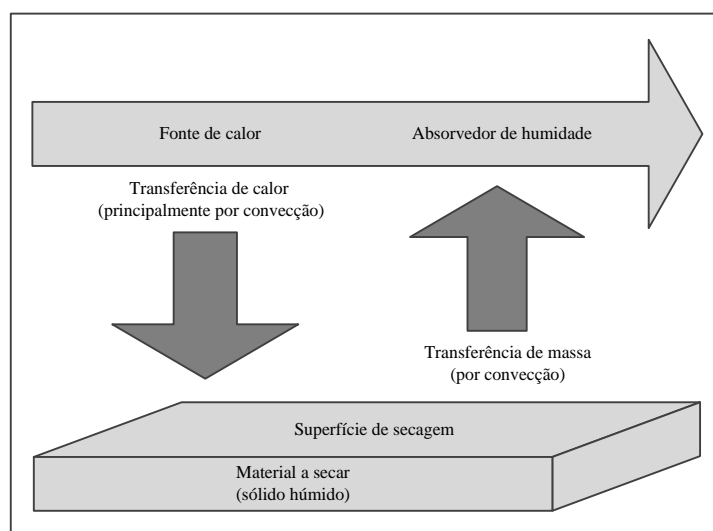 Fonte de calor
Absorvedor de humidade
Transferência de calor
(principalmente por convecção)
Transferência de massa
(por convecção)
Superfície de secagem
Material a secar
(sólido húmido)